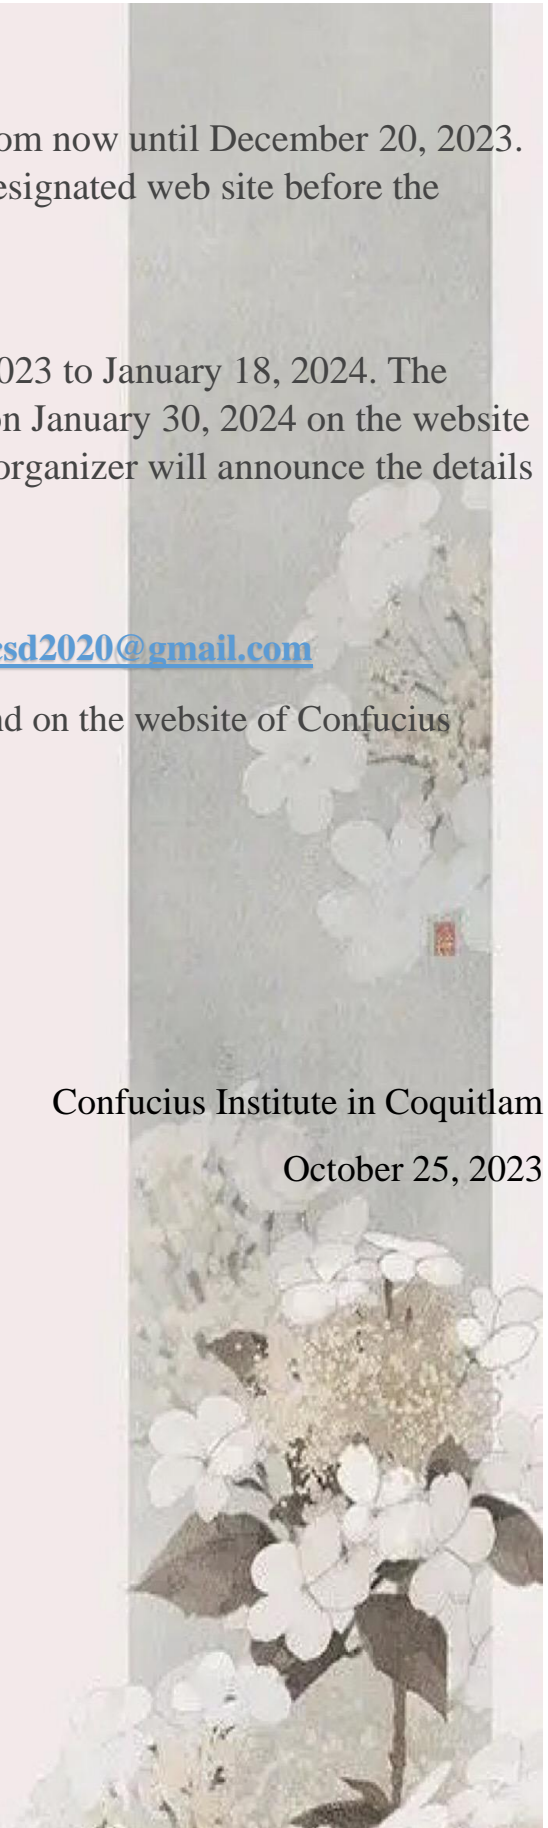 om now until December 20, 2023.
esignated web site before the
023 to January 18, 2024. The
on January 30, 2024 on the website
organizer will announce the details
csd2020@gmail.com
nd on the website of Confucius
Confucius Institute in Coquitlam
October 25, 2023